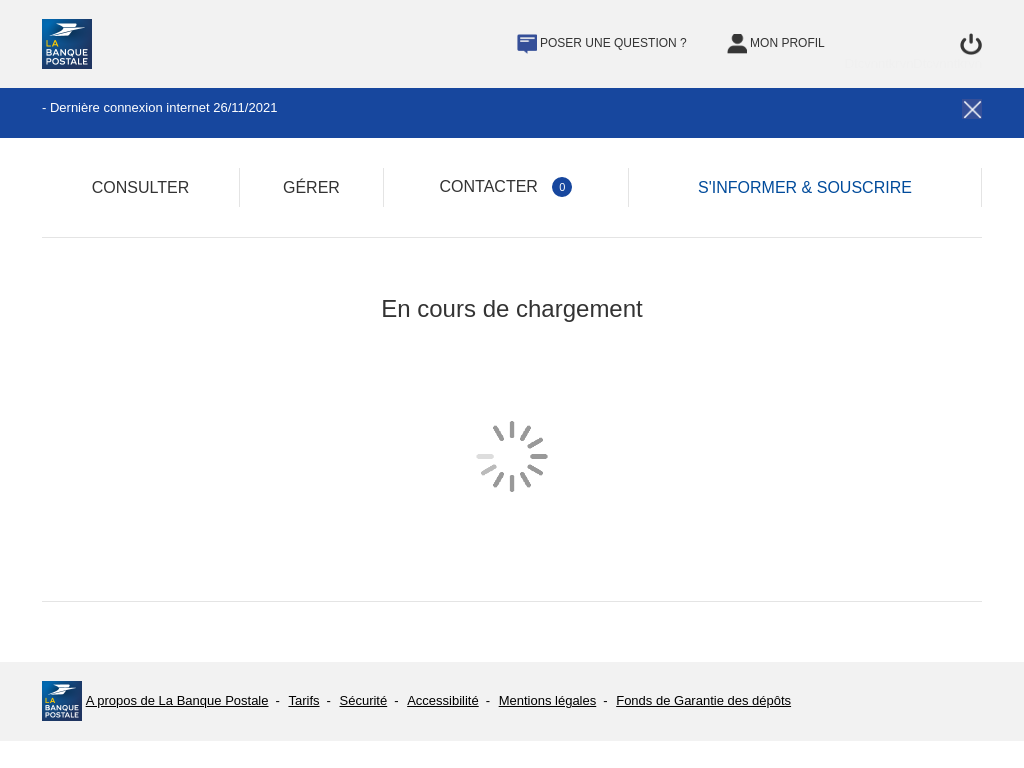 LA
BANQUE
POSTALE
POSER UNE QUESTION ?
MON PROFIL
- Dernière connexion internet 26/11/2021
CONSULTER
GÉRER
CONTACTER 0
S'INFORMER & SOUSCRIRE
En cours de chargement
LA
BANQUE
POSTALE
A propos de La Banque Postale - Tarifs - Sécurité - Accessibilité - Mentions légales - Fonds de Garantie des dépôts